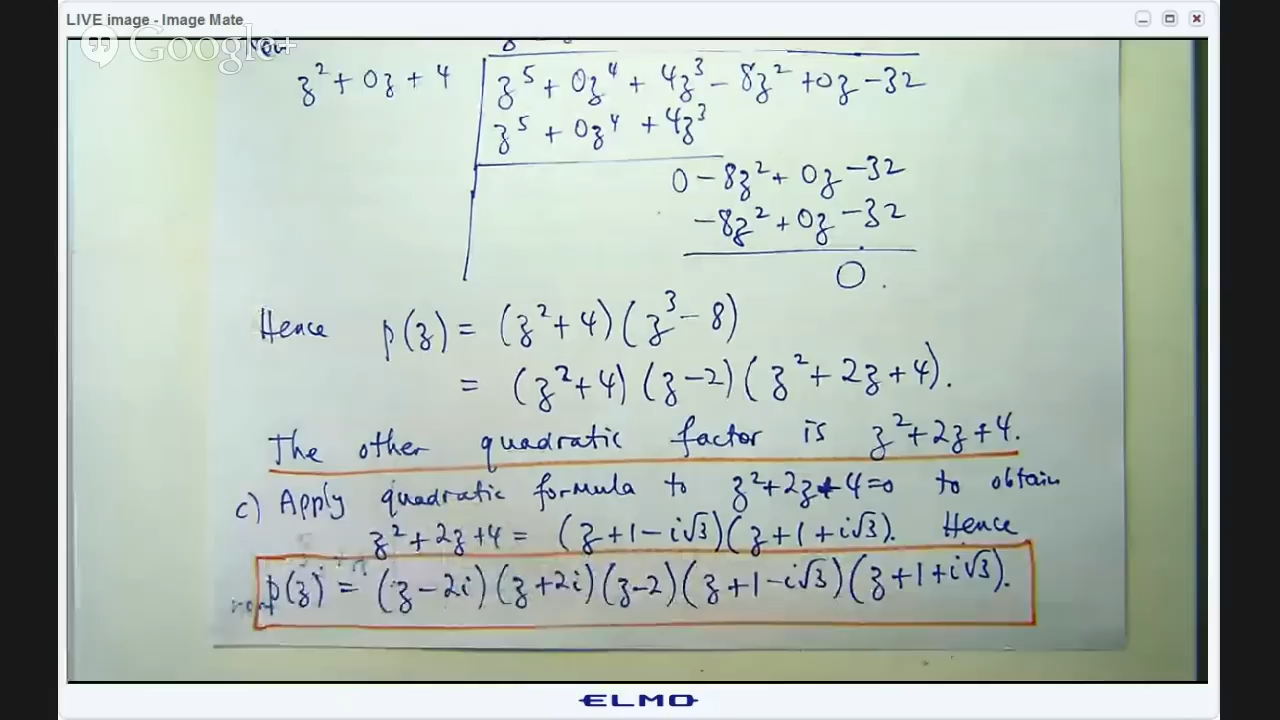 LIVE image - Image Mate
Google+
z² + 0z + 4 | z⁵ + 0z⁴ + 4z³ - 8z² + 0z - 32
z⁵ + 0z⁴ + 4z³
0 - 8z² + 0z - 32
- 8z² + 0z - 32
0.
Hence p(z) = (z² + 4)(z³ - 8)
= (z² + 4)(z - 2)(z² + 2z + 4).
The other quadratic factor is z² + 2z + 4.
c) Apply quadratic formula to z² + 2z + 4 = 0 to obtain
z² + 2z + 4 = (z + 1 - i√3)(z + 1 + i√3). Hence
p(z) = (z - 2i)(z + 2i)(z - 2)(z + 1 - i√3)(z + 1 + i√3).
ELMO